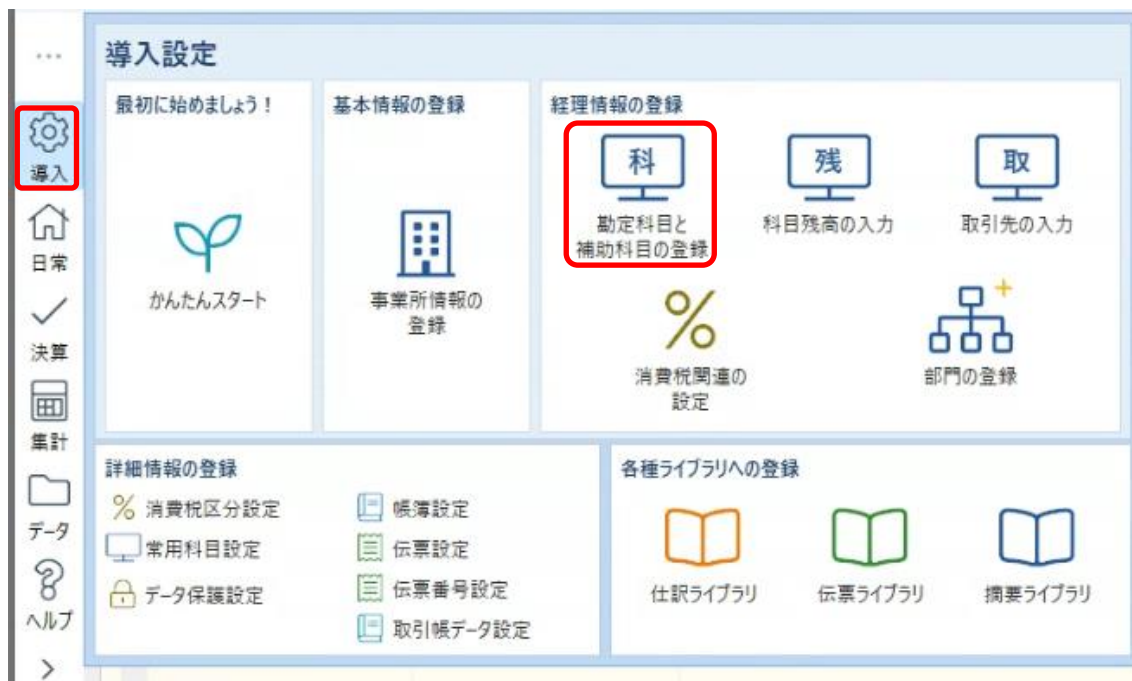 …
導入
日常
決算
集計
データ
ヘルプ
導入設定
最初に始めましょう！
かんたんスタート
基本情報の登録
事業所情報の
登録
経理情報の登録
科
勘定科目と
補助科目の登録
残
科目残高の入力
取
取引先の入力
%
消費税関連の
設定
部門の登録
詳細情報の登録
% 消費税区分設定
常用科目設定
データ保護設定
帳簿設定
伝票設定
伝票番号設定
取引帳データ設定
各種ライブラリへの登録
仕訳ライブラリ
伝票ライブラリ
摘要ライブラリ